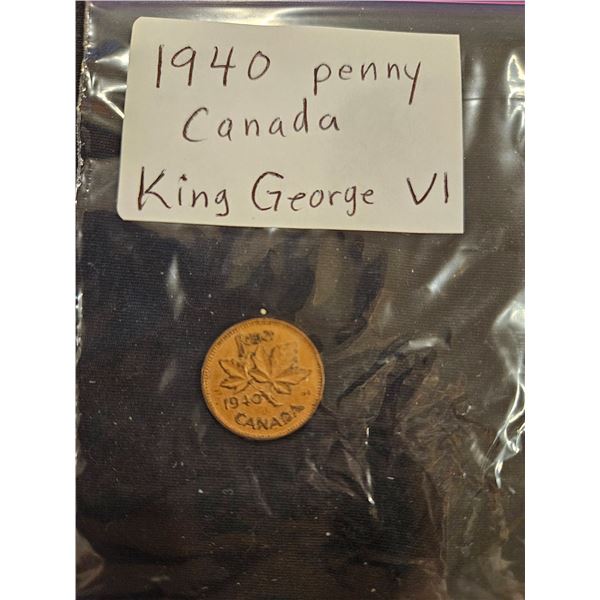 1940 penny
Canada
King George VI
1940
CANADA